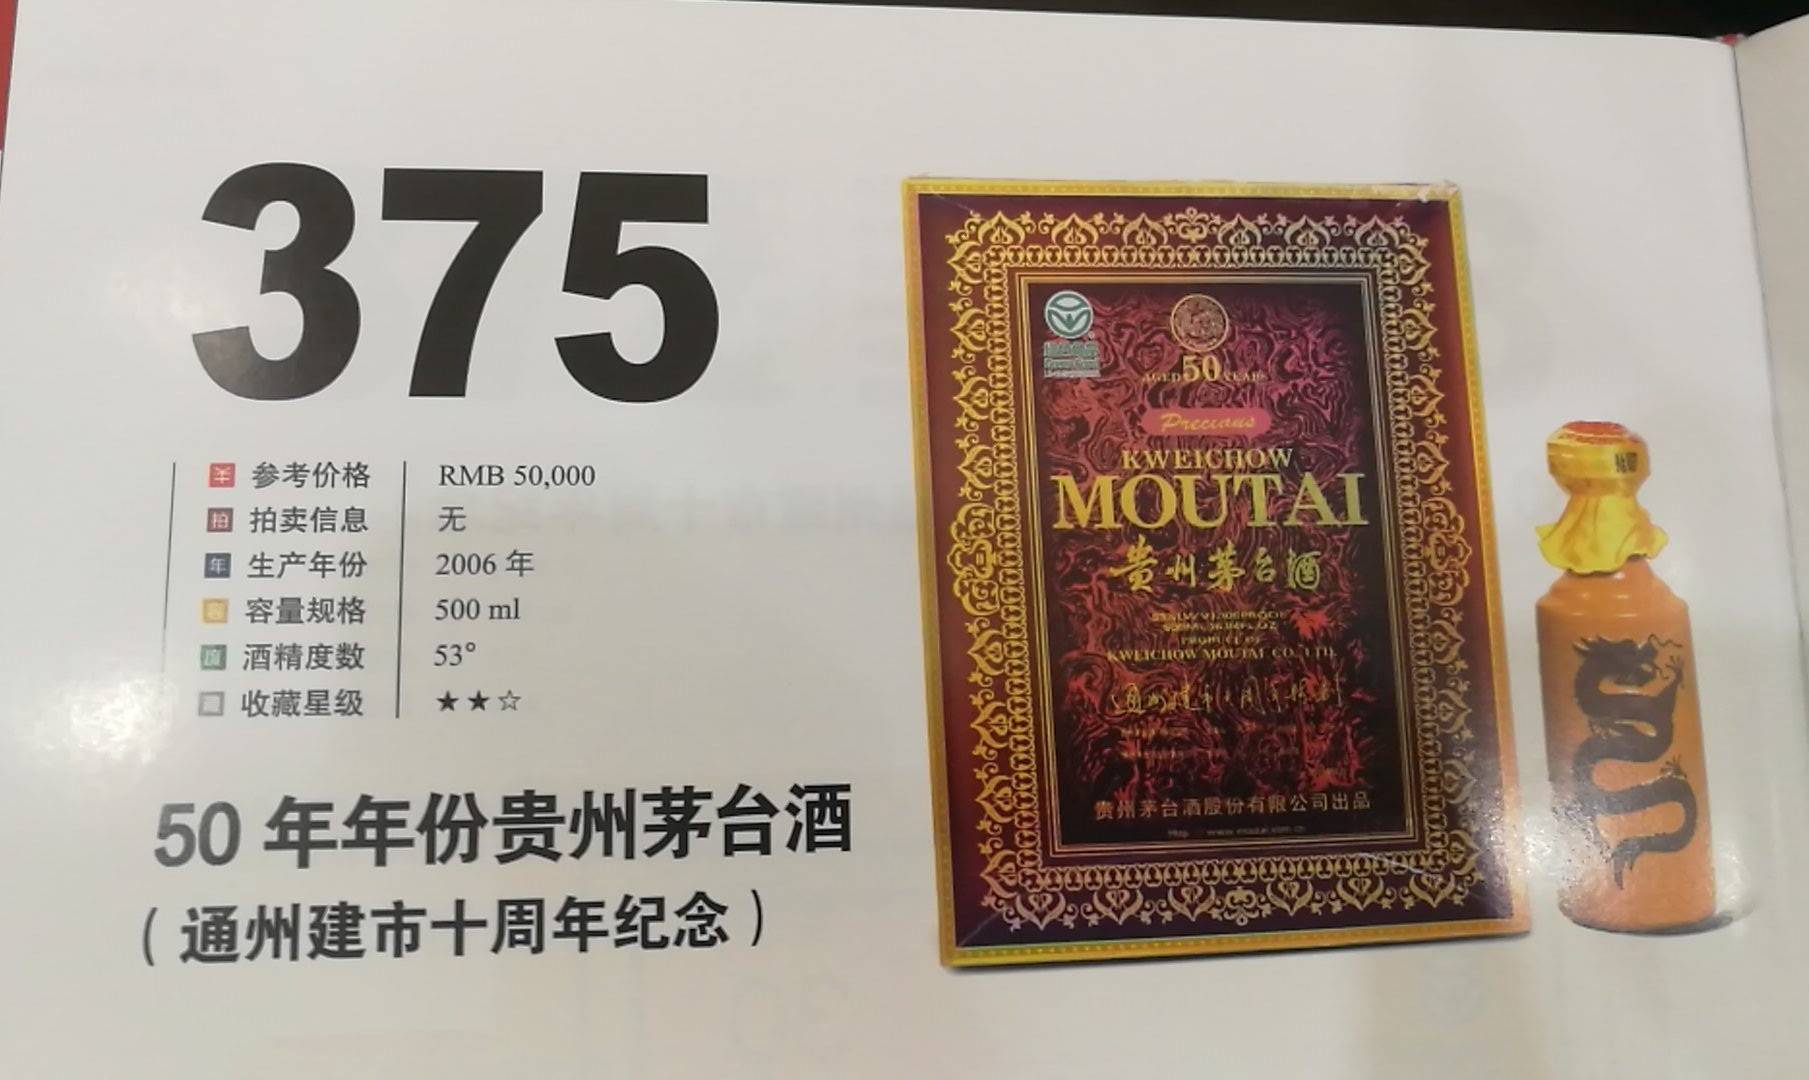 375
参考价格 RMB 50,000
拍卖信息 无
生产年份 2006 年
容量规格 500 ml
酒精度数 53°
收藏星级 ★★☆
50 年年份贵州茅台酒
(通州建市十周年纪念)
AGED 50 YEARS
Precious
KWEICHOW
MOUTAI
贵州茅台酒
PRODUCE OF
KWEICHOW MOUTAI CO., LTD.
贵州茅台酒股份有限公司出品